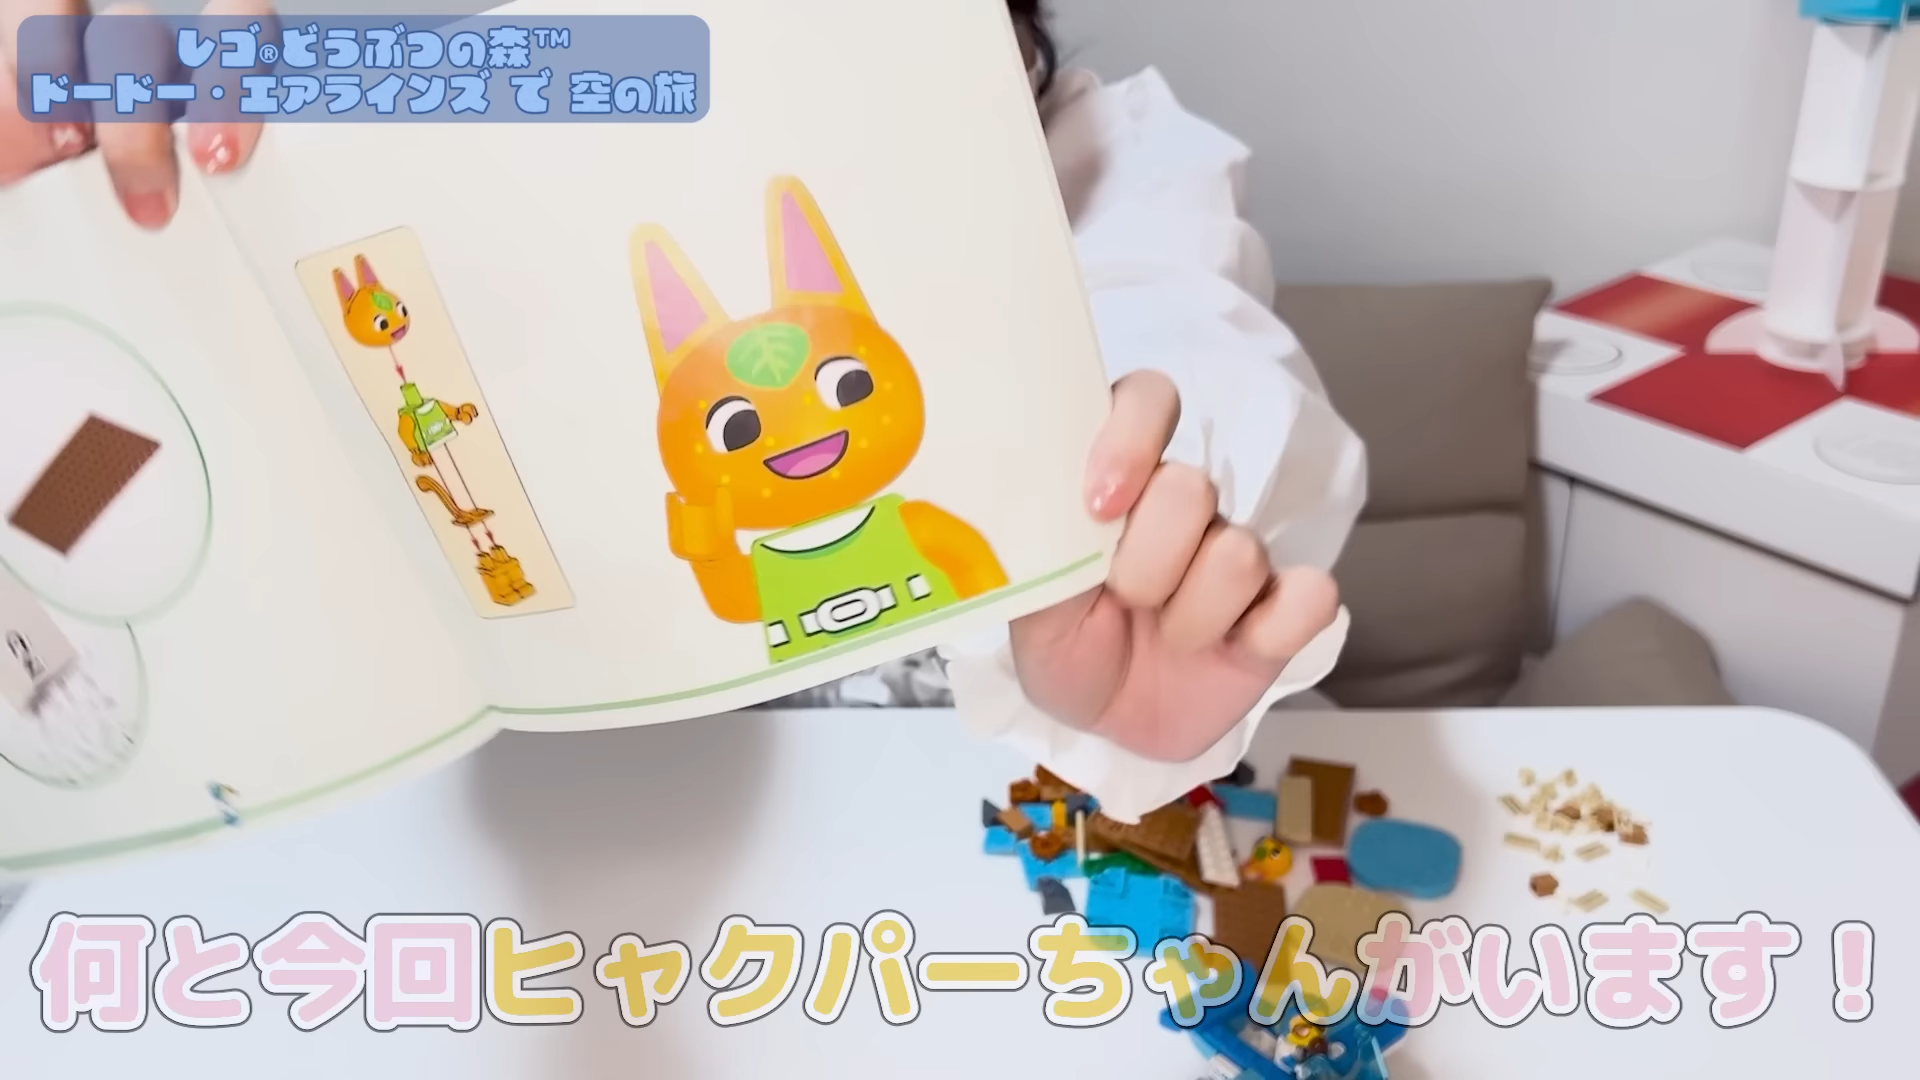 レゴ®どうぶつの森™
ドードー・エアラインズ で 空の旅
2
何と今回ヒャクパーちゃんがいます！